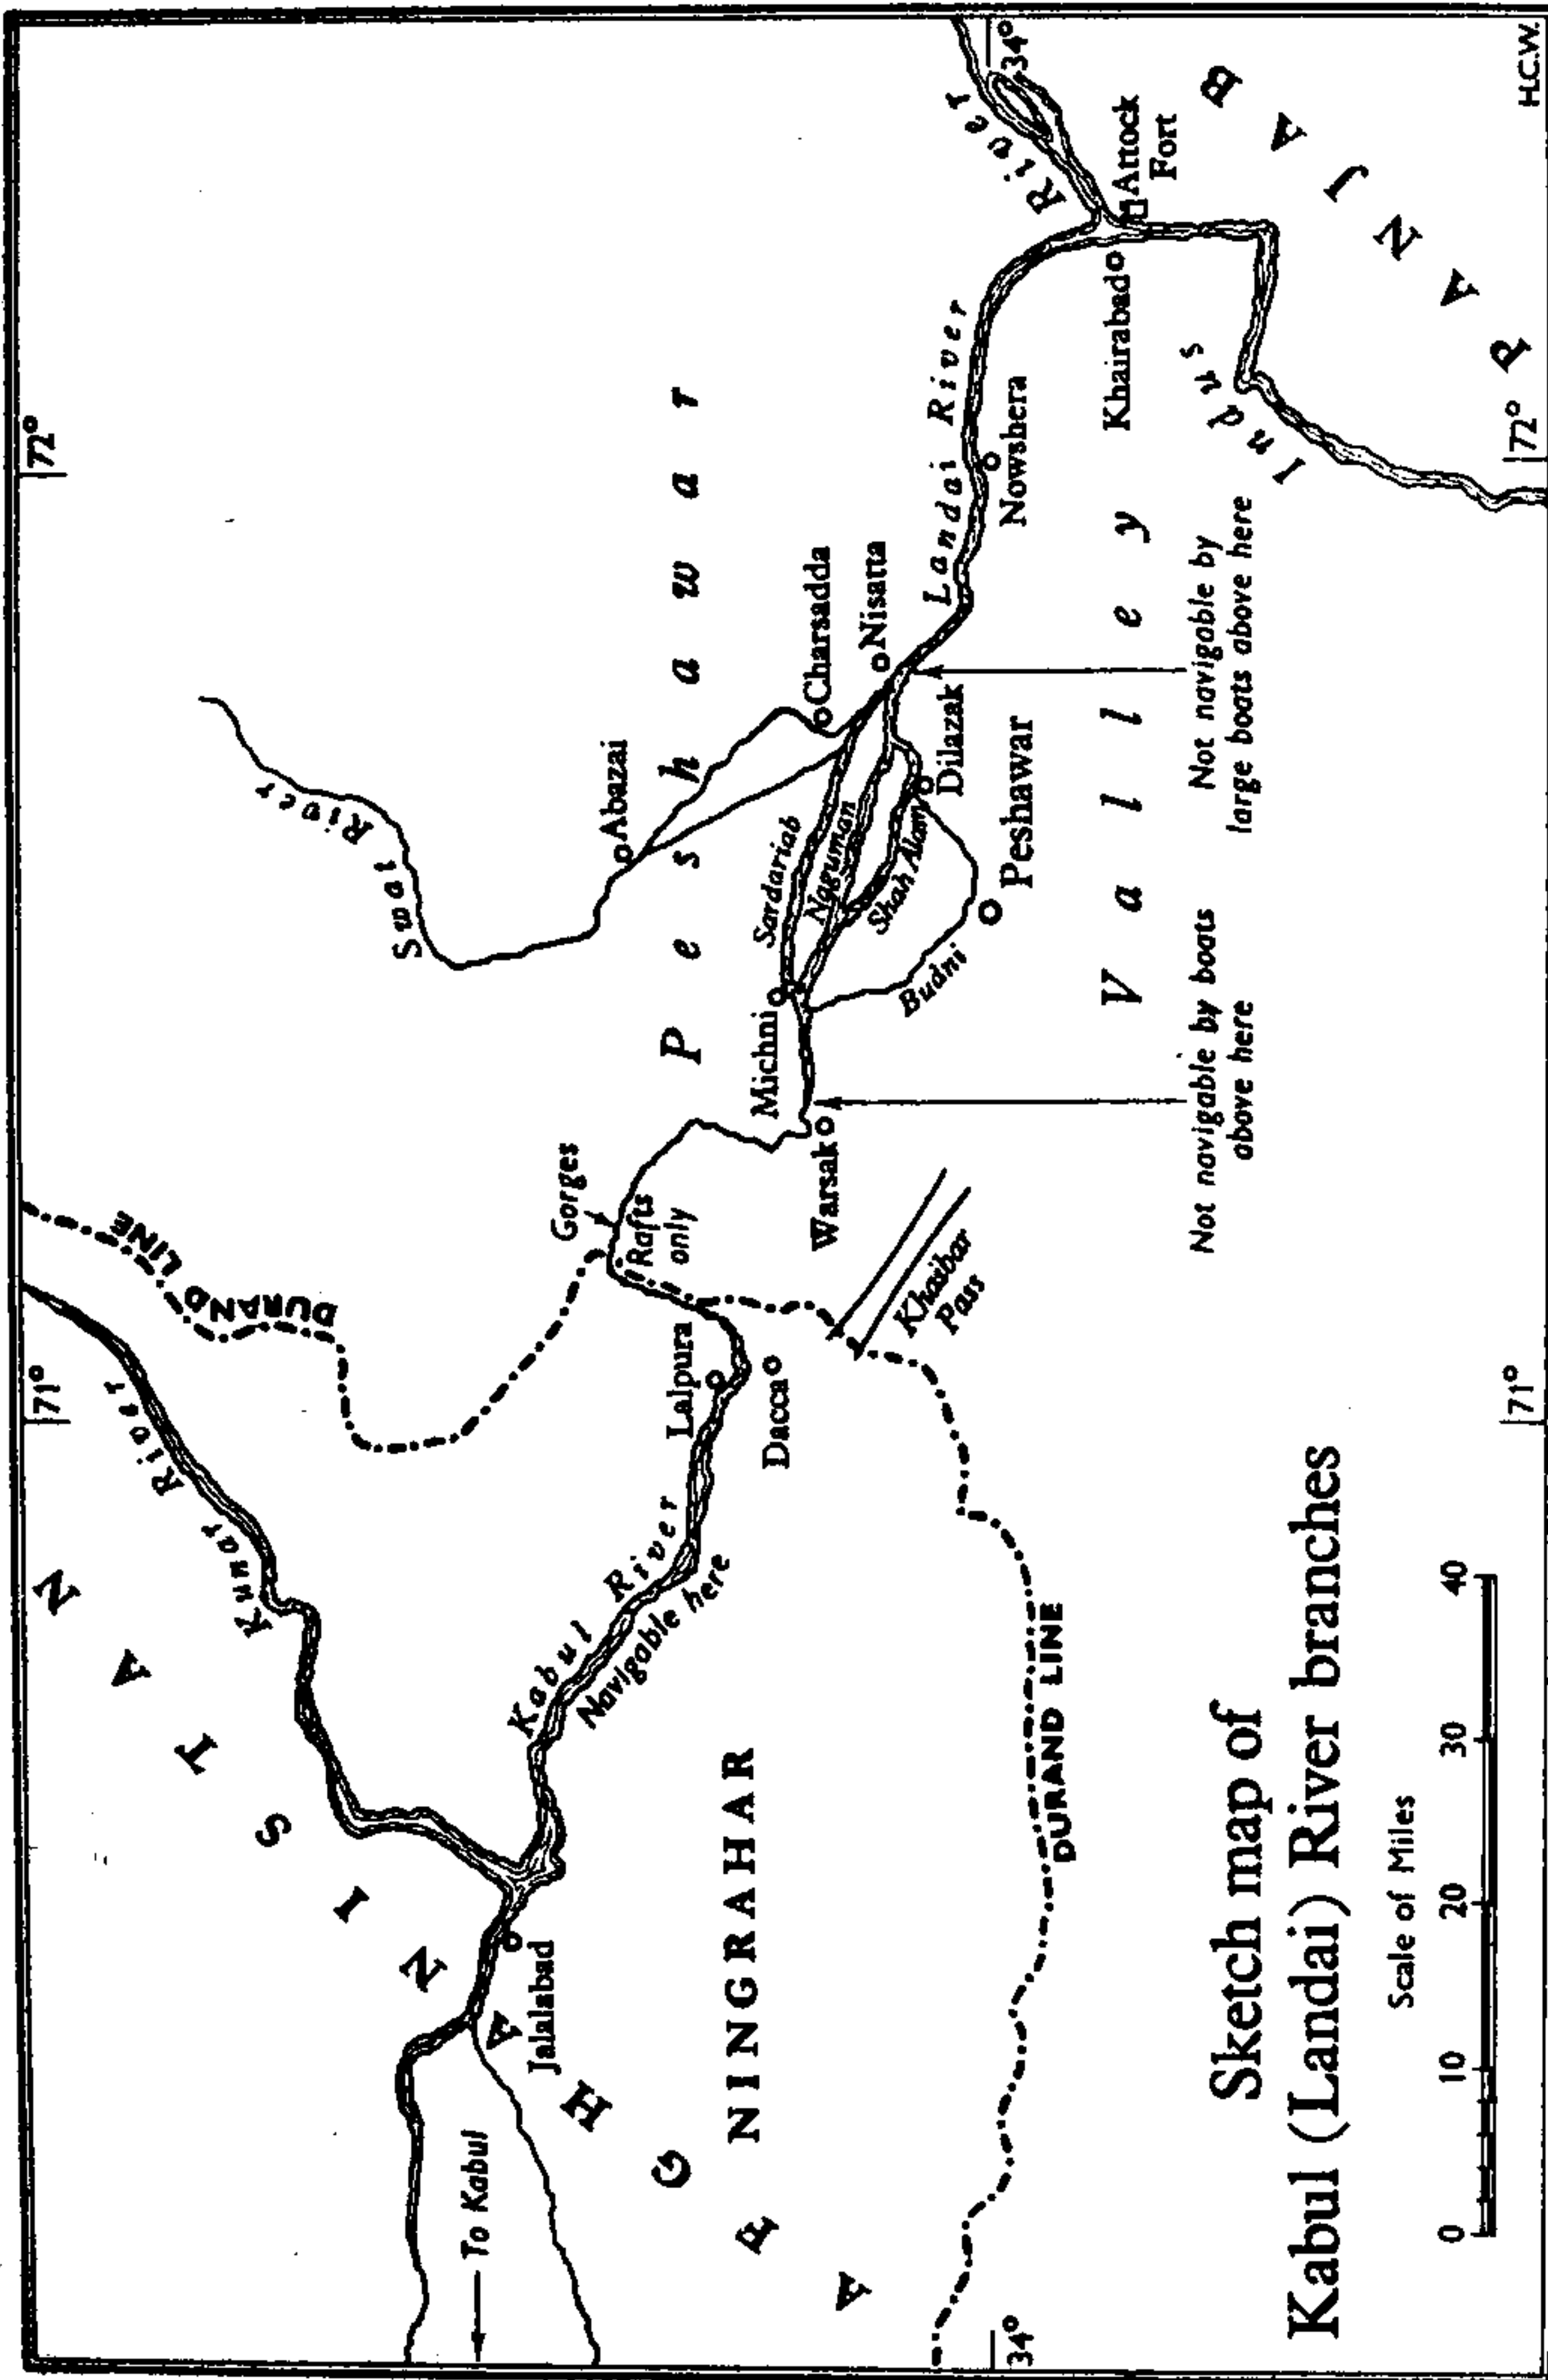 72°
71°
DURAND LINE
Kunar River
AFGHANISTAN
Swat River
Abazai
Peshawar
Valley
Gorges
Rafts
only
Charsadda
Nisatta
Michni
Sardariab
Naguman
Shah Alam
Dilazak
Budni
Peshawar
Warsak
Khaibar
Pass
Landai River
Nowshera
River
34°
Attock
Fort
Khairabad
Indus
PANJAB
Lalpura
Dacca
Kabul River
Navigable here
Jalalabad
To Kabul
NINGRAHAR
DURAND LINE
34°
Not navigable by boats
above here
Not navigable by
large boats above here
Sketch map of
Kabul (Landai) River branches
Scale of Miles
0 10 20 30 40
71°
72°
H.C.W.